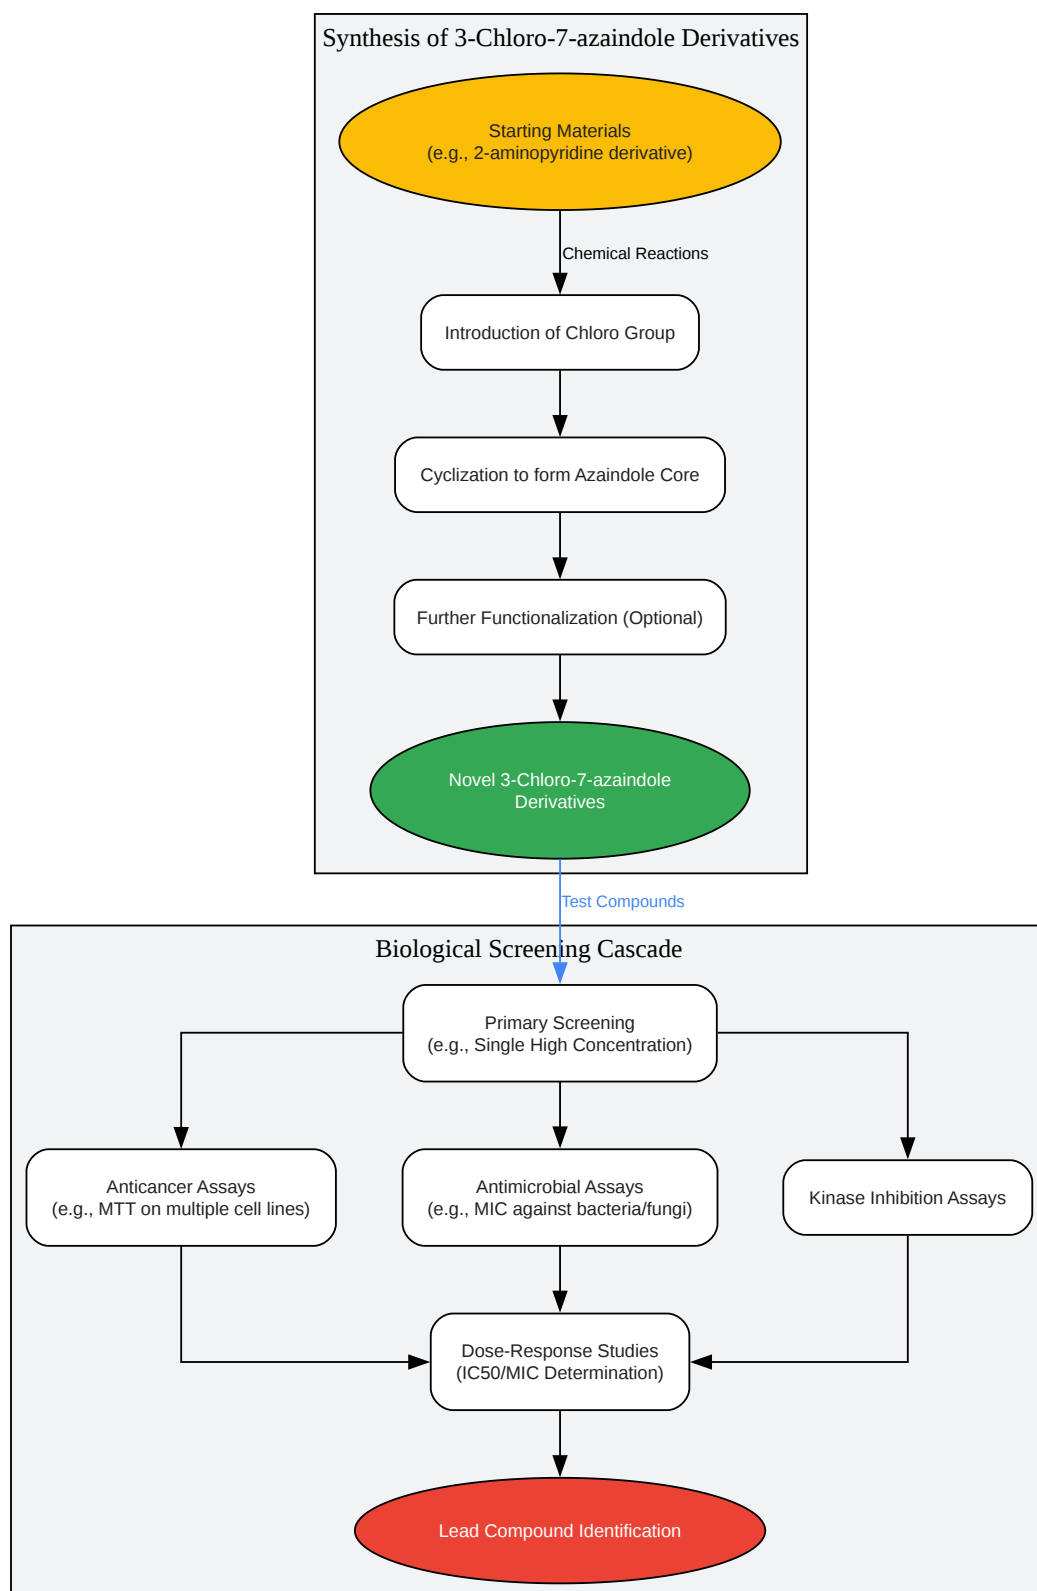 Synthesis of 3-Chloro-7-azaindole Derivatives
Starting Materials
(e.g., 2-aminopyridine derivative)
Chemical Reactions
Introduction of Chloro Group
Cyclization to form Azaindole Core
Further Functionalization (Optional)
Novel 3-Chloro-7-azaindole
Derivatives
Test Compounds
Biological Screening Cascade
Primary Screening
(e.g., Single High Concentration)
Anticancer Assays
(e.g., MTT on multiple cell lines)
Antimicrobial Assays
(e.g., MIC against bacteria/fungi)
Kinase Inhibition Assays
Dose-Response Studies
(IC50/MIC Determination)
Lead Compound Identification